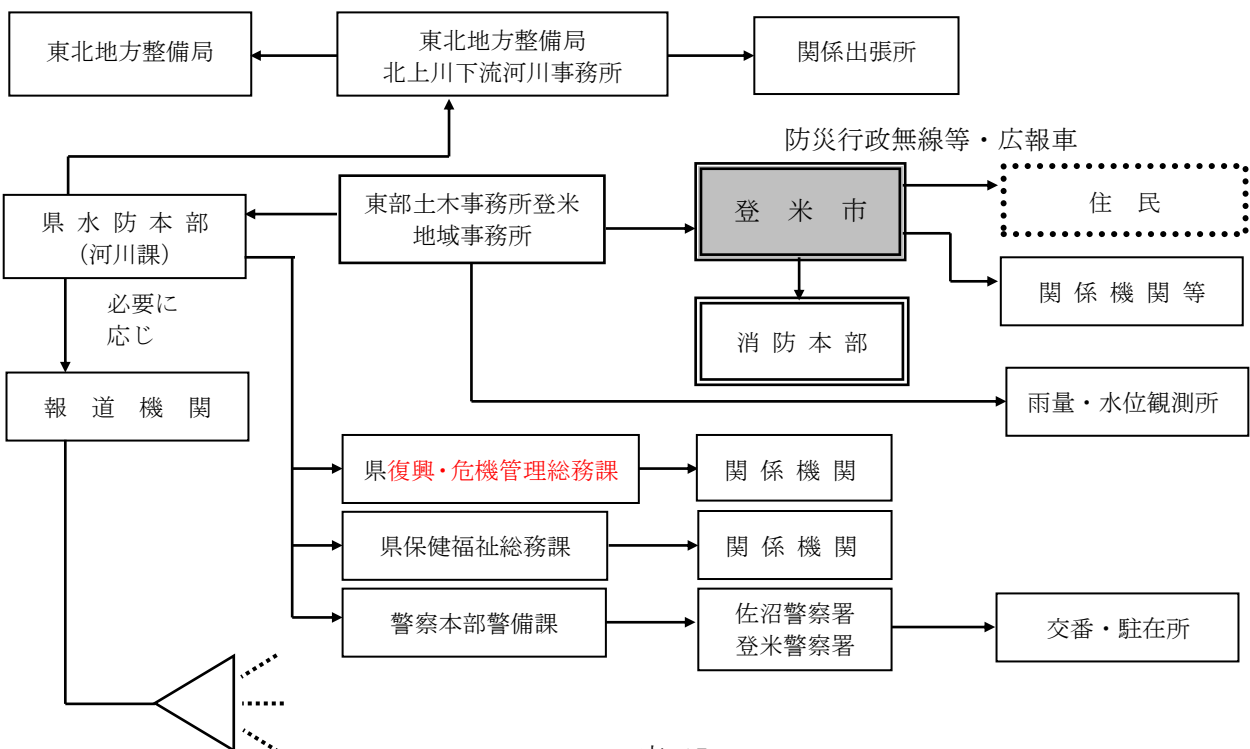 東北地方整備局
東北地方整備局
北上川下流河川事務所
関係出張所
防災行政無線等・広報車
県水防本部
(河川課)
東部土木事務所登米
地域事務所
登米市
住民
関係機関等
必要に
応じ
消防本部
報道機関
雨量・水位観測所
県復興・危機管理総務課
関係機関
県保健福祉総務課
関係機関
警察本部警備課
佐沼警察署
登米警察署
交番・駐在所